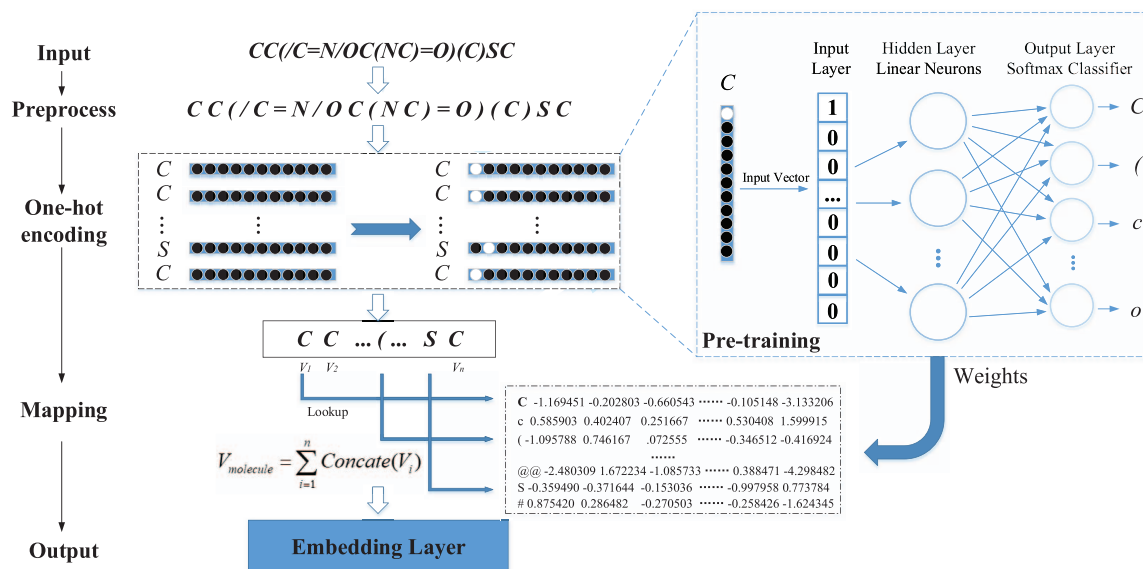 Input
Preprocess
One-hot
encoding
Mapping
Output
CC(/C=N/OC(NC)=O)(C)SC
C C ( / C = N / O C ( N C ) = O ) ( C ) S C
C
C
⋮
⋮
S
C
C
C
⋮
⋮
S
C
C C ... ( ... S C
V1 V2 Vn
Lookup
Vmolecule = ∑ i=1 n Concate(Vi)
Embedding Layer
Input
Layer
Hidden Layer
Linear Neurons
Output Layer
Softmax Classifier
C
Input Vector
1
0
0
...
0
0
0
0
C
(
c
o
Pre-training
Weights
C -1.169451 -0.202803 -0.660543 ······ -0.105148 -3.133206
c 0.585903 0.402407 0.251667 ······ 0.530408 1.599915
( -1.095788 0.746167 .072555 ······ -0.346512 -0.416924
······
@@ -2.480309 1.672234 -1.085733 ······ 0.388471 -4.298482
S -0.359490 -0.371644 -0.153036 ······ -0.997958 0.773784
# 0.875420 0.286482 -0.270503 ······ -0.258426 -1.624345